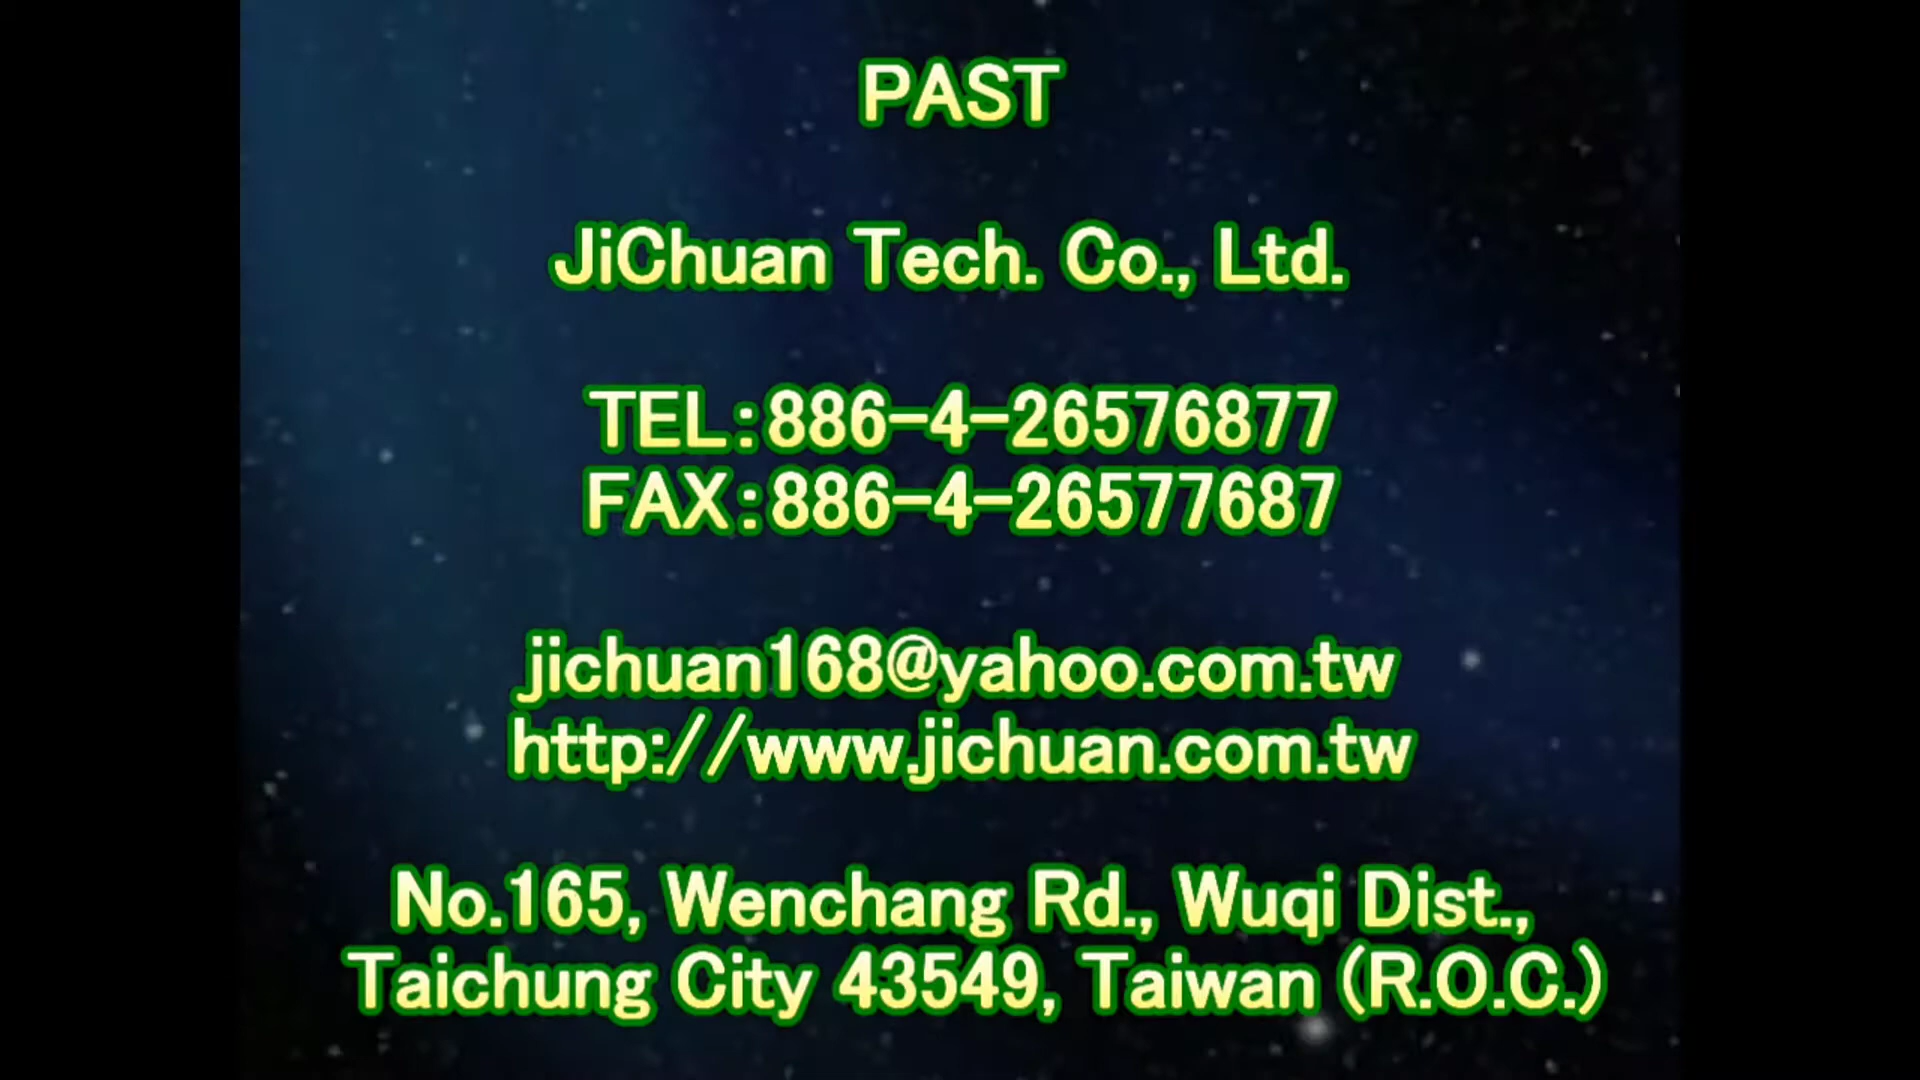 PAST
JiChuan Tech. Co., Ltd.
TEL:886-4-26576877
FAX:886-4-26577687
jichuan168@yahoo.com.tw
http://www.jichuan.com.tw
No.165, Wenchang Rd., Wuqi Dist.,
Taichung City 43549, Taiwan (R.O.C.)